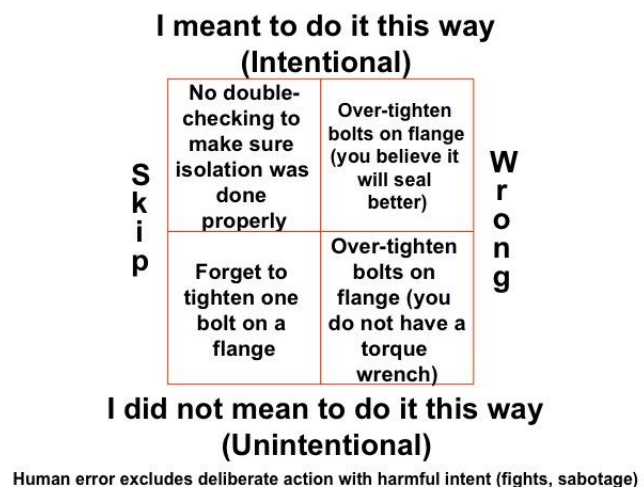 I meant to do it this way
(Intentional)
No double-
checking to
make sure
isolation was
done
properly
Over-tighten
bolts on flange
(you believe it
will seal
better)
Skip
Wrong
Forget to
tighten one
bolt on a
flange
Over-tighten
bolts on
flange (you
do not have a
torque
wrench)
I did not mean to do it this way
(Unintentional)
Human error excludes deliberate action with harmful intent (fights, sabotage)